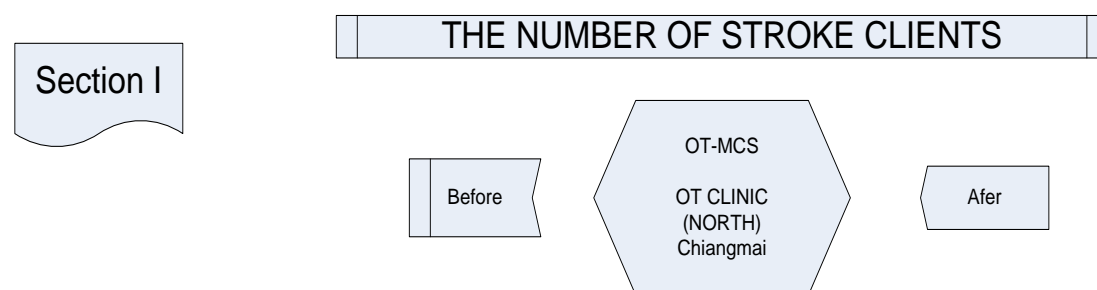 THE NUMBER OF STROKE CLIENTS
Section I
OT-MCS
Before
OT CLINIC
(NORTH)
Chiangmai
Afer